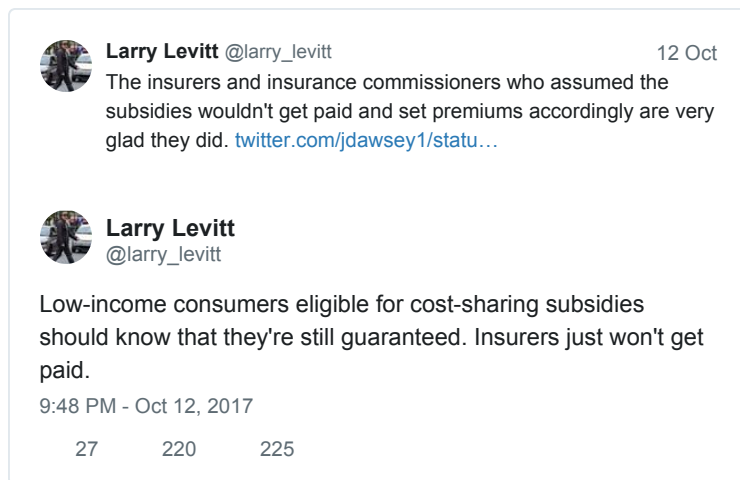 Larry Levitt @larry_levitt 12 Oct
The insurers and insurance commissioners who assumed the
subsidies wouldn't get paid and set premiums accordingly are very
glad they did. twitter.com/jdawsey1/statu…
Larry Levitt
@larry_levitt
Low-income consumers eligible for cost-sharing subsidies
should know that they're still guaranteed. Insurers just won't get
paid.
9:48 PM - Oct 12, 2017
27 220 225